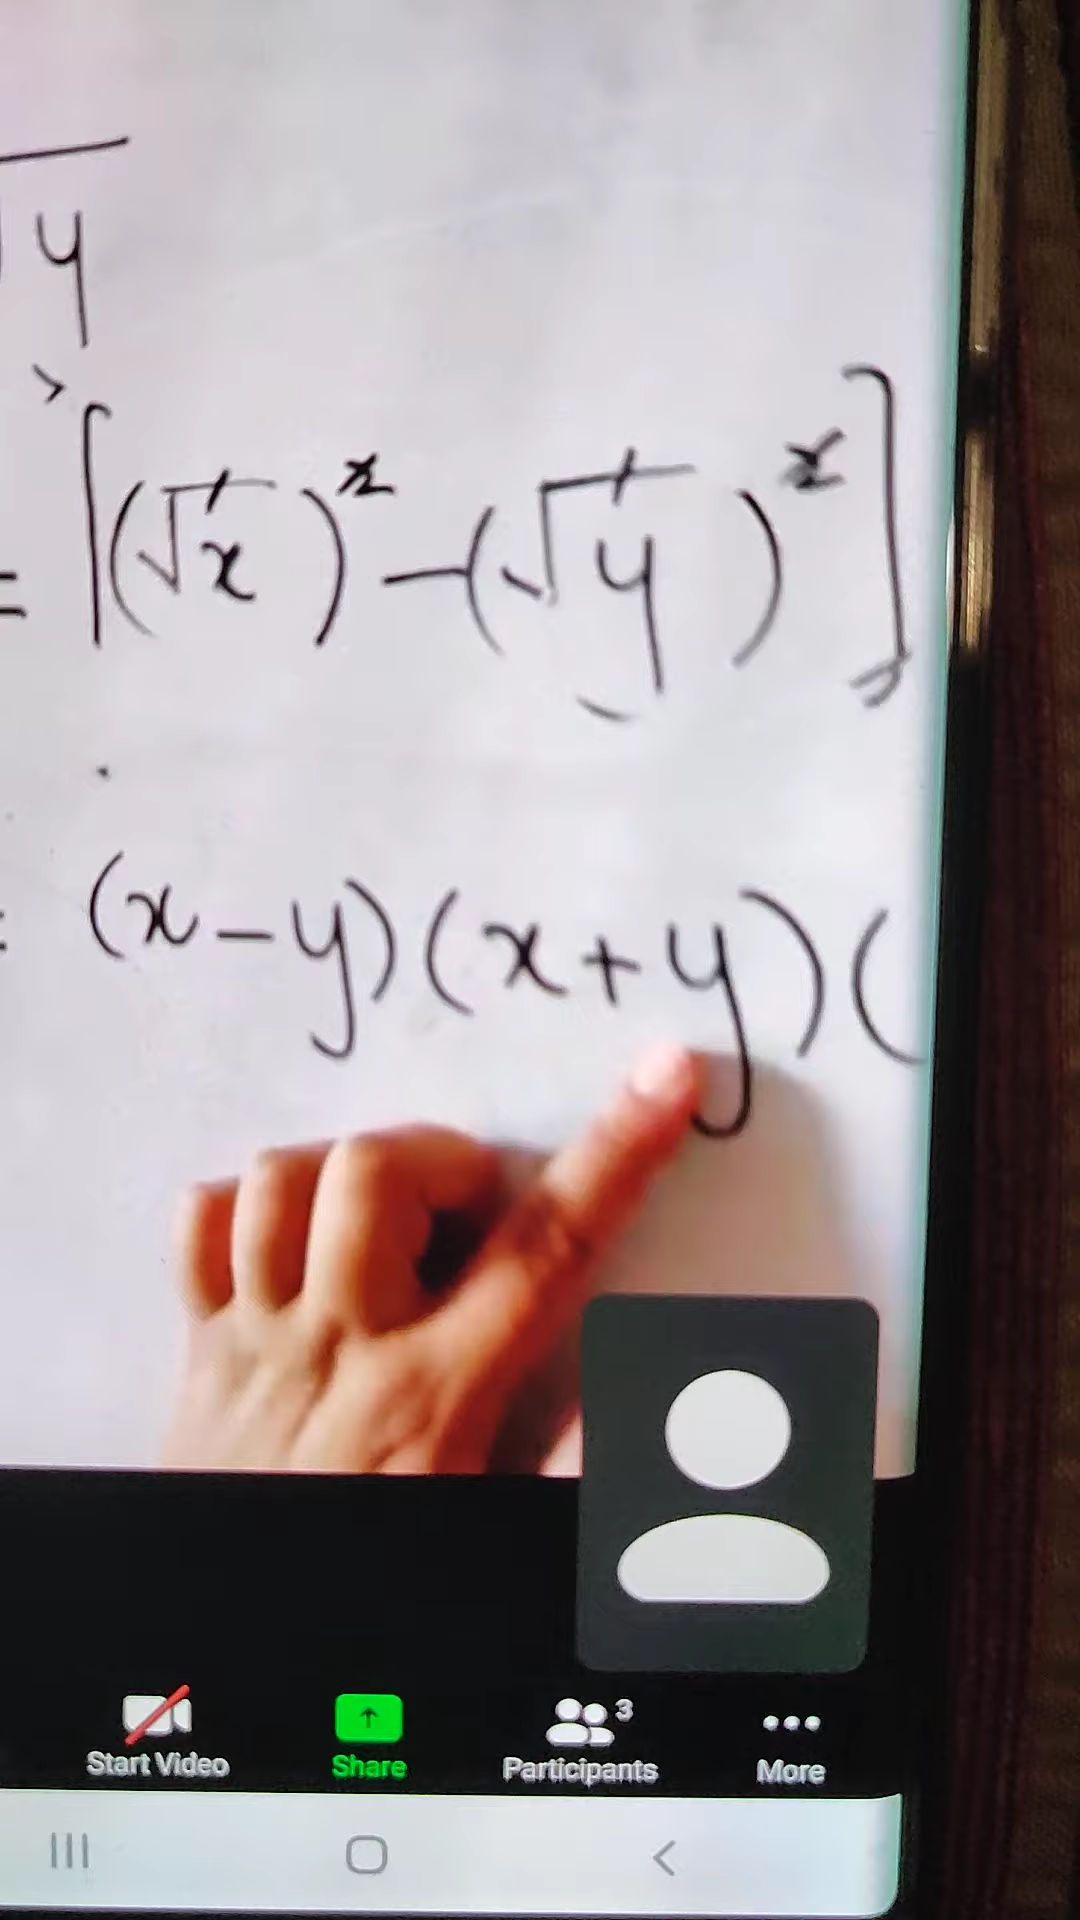 √y
= [(√x)² - (√y)²]
= (x-y)(x+y)(
3
Start Video Share Participants More